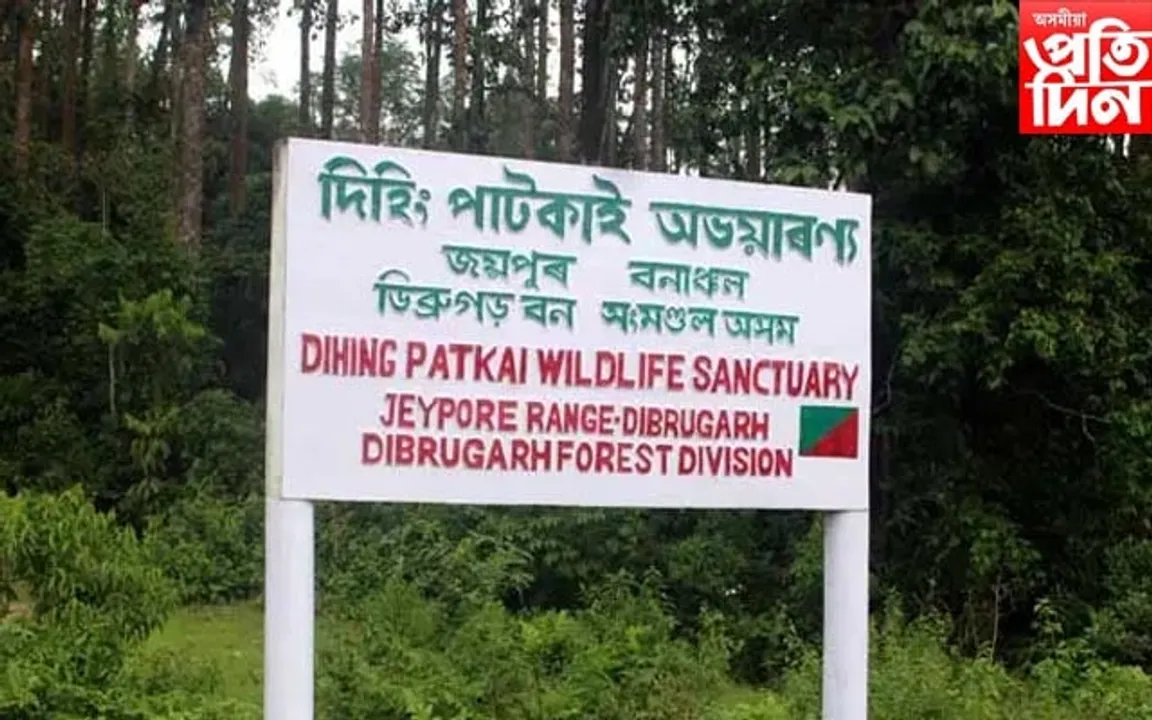 অসমীয়া
প্ৰতি
দিন
দিহিং পাটকাই অভয়াৰণ্য
জয়পুৰ বনাঞ্চল
ডিব্ৰুগড় বন সংমণ্ডল অসম
DIHING PATKAI WILDLIFE SANCTUARY
JEYPORE RANGE-DIBRUGARH
DIBRUGARH FOREST DIVISION